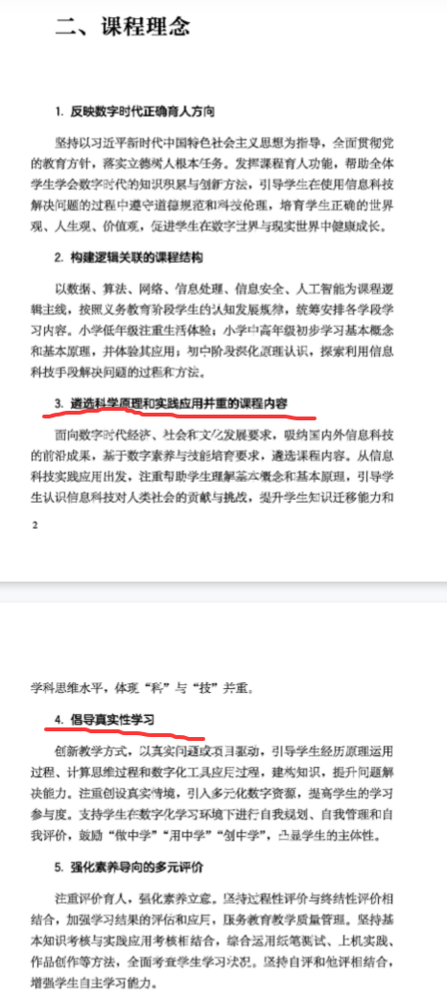 二、课程理念
1. 反映数字时代正确育人方向
坚持以习近平新时代中国特色社会主义思想为指导，全面贯彻党
的教育方针，落实立德树人根本任务。发挥课程育人功能，帮助全体
学生学会数字时代的知识积累与创新方法，引导学生在使用信息科技
解决问题的过程中遵守道德规范和科技伦理，培育学生正确的世界
观、人生观、价值观，促进学生在数字世界与现实世界中健康成长。
2. 构建逻辑关联的课程结构
以数据、算法、网络、信息处理、信息安全、人工智能为课程逻
辑主线，按照义务教育阶段学生的认知发展规律，统筹安排各学段学
习内容。小学低年级注重生活体验；小学中高年级初步学习基本概念
和基本原理，并体验其应用；初中阶段深化原理认识，探索利用信息
科技手段解决问题的过程和方法。
3. 遴选科学原理和实践应用并重的课程内容
面向数字时代经济、社会和文化发展要求，吸纳国内外信息科技
的前沿成果，基于数字素养与技能培育要求，遴选课程内容。从信息
科技实践应用出发，注重帮助学生理解基本概念和基本原理，引导学
生认识信息科技对人类社会的贡献与挑战，提升学生知识迁移能力和
2
学科思维水平，体现“科”与“技”并重。
4. 倡导真实性学习
创新教学方式，以真实问题或项目驱动，引导学生经历原理运用
过程、计算思维过程和数字化工具应用过程，建构知识，提升问题解
决能力。注重创设真实情境，引入多元化数字资源，提高学生的学习
参与度。支持学生在数字化学习环境下进行自我规划、自我管理和自
我评价，鼓励“做中学”“用中学”“创中学”，凸显学生的主体性。
5. 强化素养导向的多元评价
注重评价育人，强化素养立意。坚持过程性评价与终结性评价相
结合，加强学习结果的评估和应用，服务教育教学质量管理。坚持基
本知识考核与实践应用考核相结合，综合运用纸笔测试、上机实践、
作品创作等方法，全面考查学生学习状况。坚持自评和他评相结合，
增强学生自主学习能力。